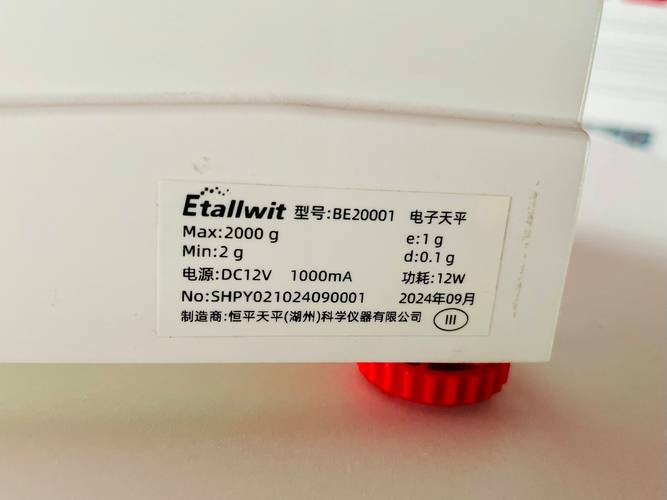 Etallwit 型号:BE20001 电子天平
Max:2000 g e:1 g
Min:2 g d:0.1 g
电源:DC12V 1000mA 功耗:12W
No:SHPY021024090001 2024年09月
制造商:恒平天平(湖州)科学仪器有限公司 III